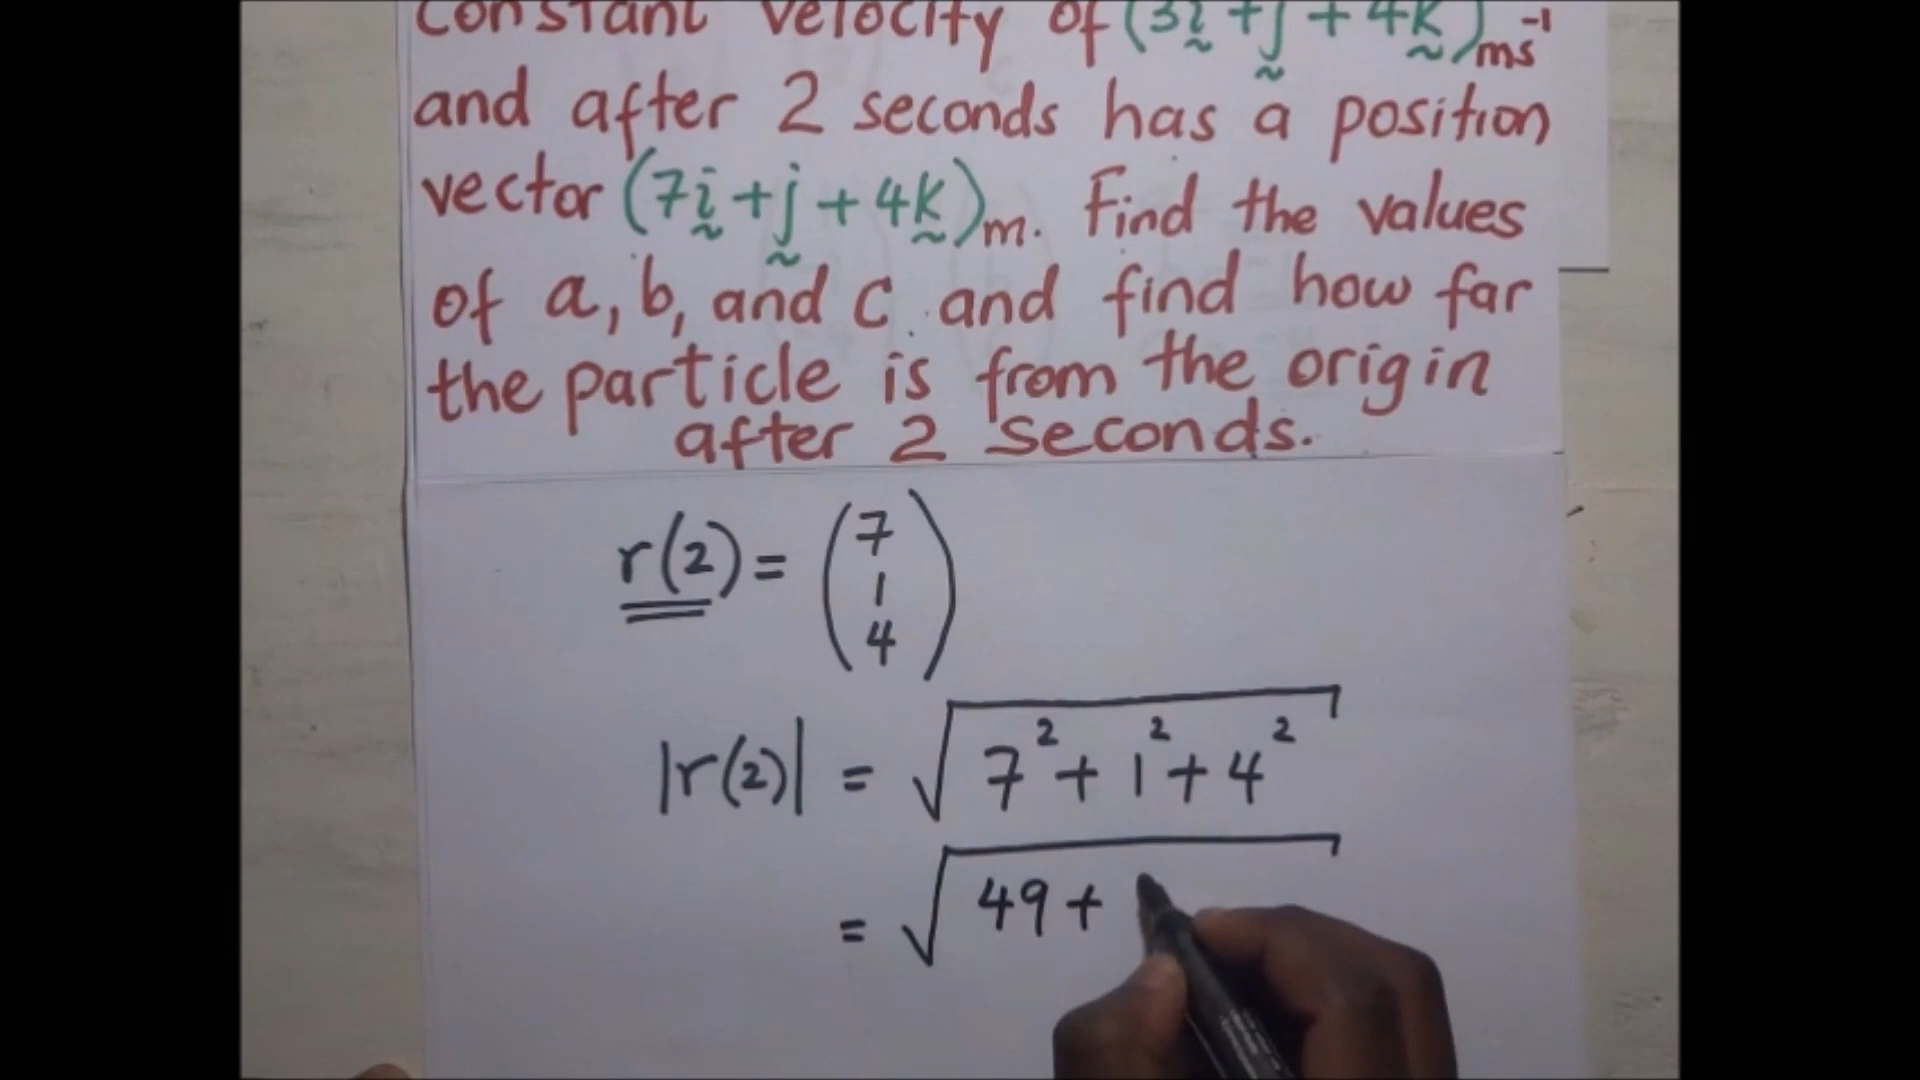 constant velocity of (3i + j + 4k) ms⁻¹
and after 2 seconds has a position
vector (7i + j + 4k) m. Find the values
of a, b, and c and find how far
the particle is from the origin
after 2 seconds.
r(2) = (7
1
4)
|r(2)| = √7² + 1² + 4²
= √49 +